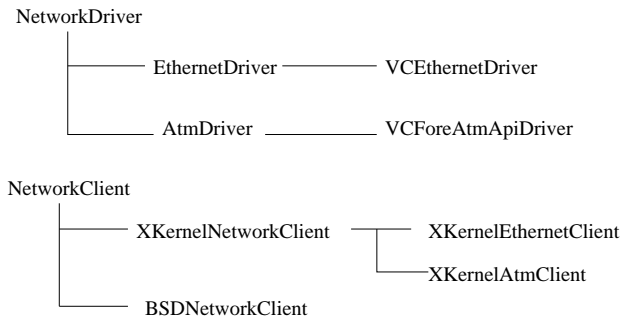 NetworkDriver
EthernetDriver VCEthernetDriver
AtmDriver VCForeAtmApiDriver
NetworkClient
XKernelNetworkClient XKernelEthernetClient
XKernelAtmClient
BSDNetworkClient